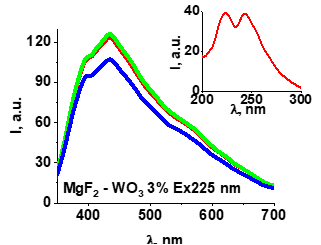 I, a.u.
120
90
60
30
0
400 500 600 700
λ, nm
MgF₂ - WO₃ 3% Ex225 nm
I, a.u.
40
20
0
200 250 300
λ, nm